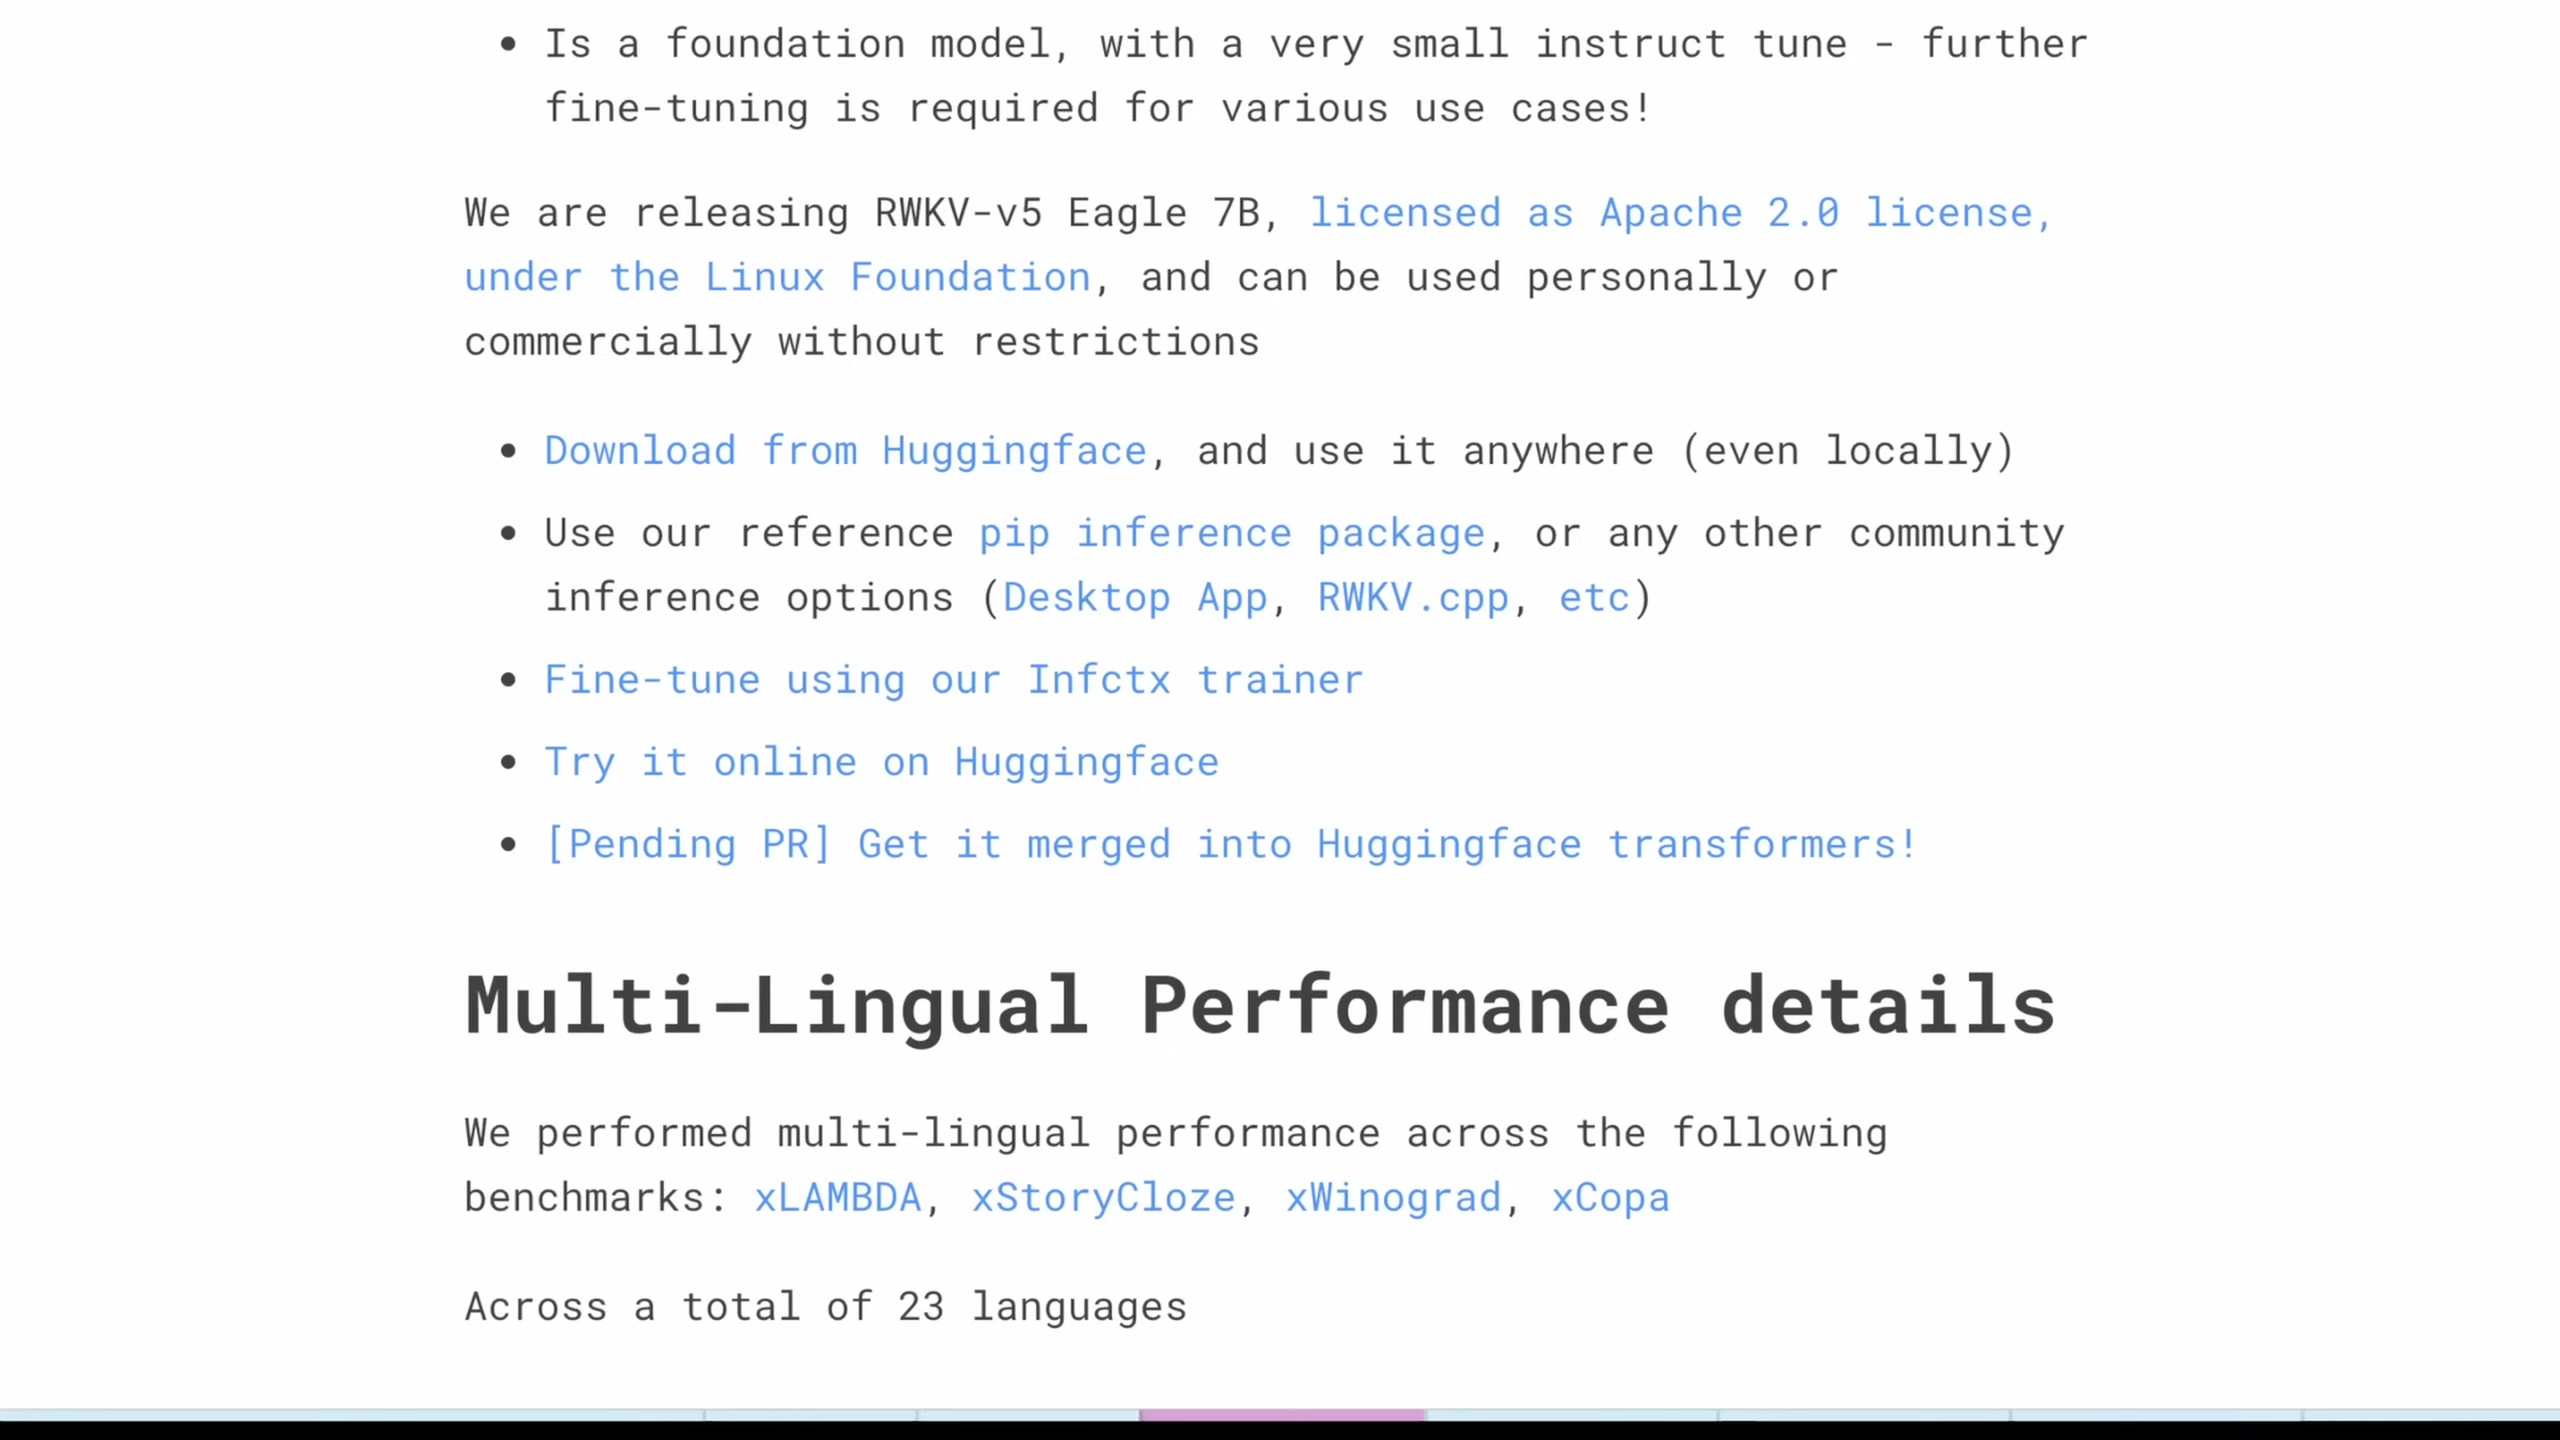 • Is a foundation model, with a very small instruct tune - further
fine-tuning is required for various use cases!
We are releasing RWKV-v5 Eagle 7B, licensed as Apache 2.0 license,
under the Linux Foundation, and can be used personally or
commercially without restrictions
• Download from Huggingface, and use it anywhere (even locally)
• Use our reference pip inference package, or any other community
inference options (Desktop App, RWKV.cpp, etc)
• Fine-tune using our Infctx trainer
• Try it online on Huggingface
• [Pending PR] Get it merged into Huggingface transformers!
Multi-Lingual Performance details
We performed multi-lingual performance across the following
benchmarks: xLAMBDA, xStoryCloze, xWinograd, xCopa
Across a total of 23 languages